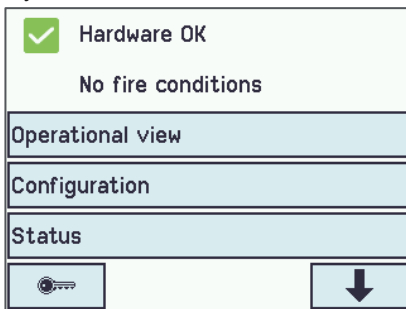 Hardware OK
No fire conditions
Operational view
Configuration
Status